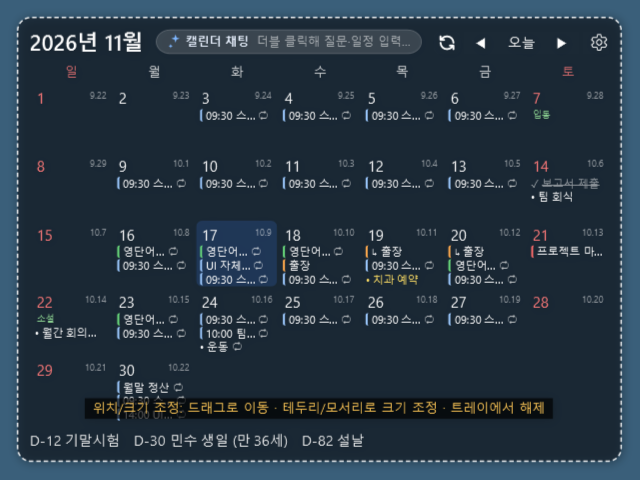 2026년 11월 캘린더 채팅 더블 클릭해 질문·일정 입력... 오늘
일 월 화 수 목 금 토
1 9.22 2 9.23 3 9.24 4 9.25 5 9.26 6 9.27 7 9.28
09:30 스... 09:30 스... 09:30 스... 09:30 스... 입동
8 9.29 9 10.1 10 10.2 11 10.3 12 10.4 13 10.5 14 10.6
09:30 스... 09:30 스... 09:30 스... 09:30 스... 09:30 스... ✓ 보고서 제출
• 팀 회식
15 10.7 16 10.8 17 10.9 18 10.10 19 10.11 20 10.12 21 10.13
영단어... 영단어... 영단어... ↳ 출장 ↳ 출장 프로젝트 마...
09:30 스... UI 자체... 출장 09:30 스... 영단어...
09:30 스... 09:30 스... • 치과 예약 09:30 스...
22 10.14 23 10.15 24 10.16 25 10.17 26 10.18 27 10.19 28 10.20
소설 영단어... 09:30 스... 09:30 스... 09:30 스... 09:30 스...
• 월간 회의... 09:30 스... 10:00 팀...
• 운동
29 10.21 30 10.22
월말 정산
위치/크기 조정: 드래그로 이동 · 테두리/모서리로 크기 조정 · 트레이에서 해제
D-12 기말시험 D-30 민수 생일 (만 36세) D-82 설날